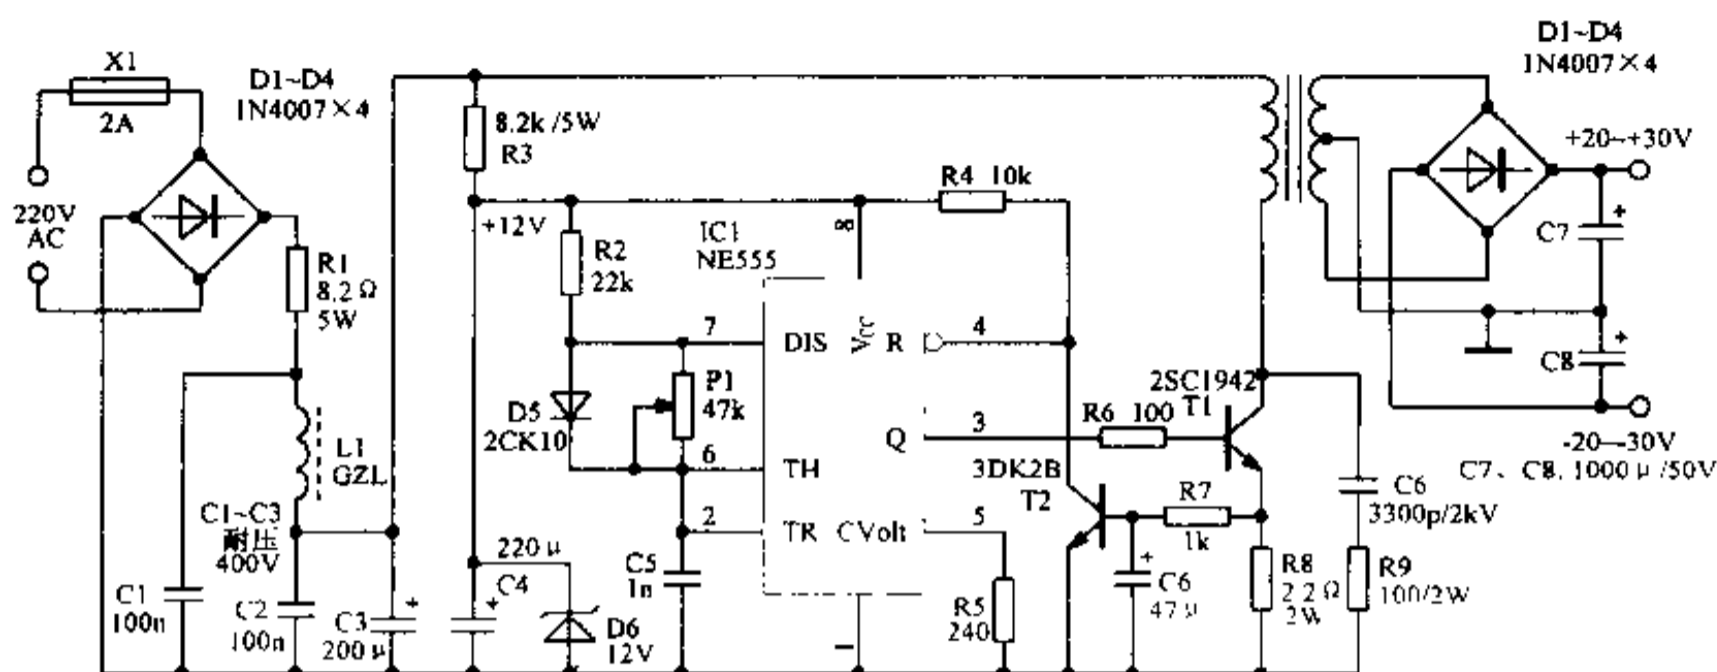 X1
2A
220V
AC
D1~D4
1N4007×4
R1
8.2Ω
5W
L1
GZL
C1~C3
耐压
400V
C1
100n
C2
100n
C3
200μ
8.2k/5W
R3
+12V
220μ
C4
D6
12V
R2
22k
D5
2CK10
P1
47k
C5
1n
IC1
NE555
8
7
6
2
DIS
TH
TR
Vcc
R
Q
CVolt
4
3
5
1
R4 10k
R5
240
R6 100
2SC1942
T1
3DK2B
T2
R7
1k
C6
47μ
R8
2.2Ω
2W
C6
3300p/2kV
R9
100/2W
D1~D4
1N4007×4
+20~+30V
C7
C8
-20~-30V
C7、C8.1000μ/50V